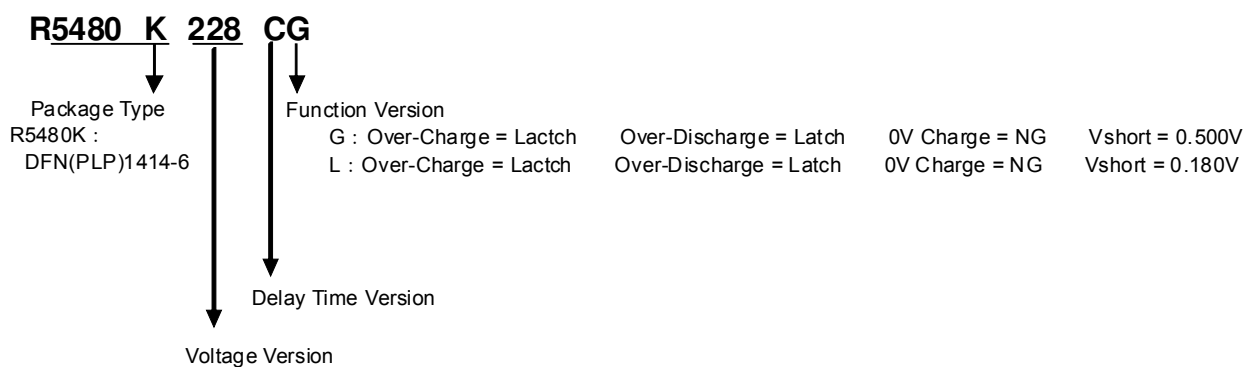 R5480 K 228 CG
Package Type
R5480K :
DFN(PLP)1414-6
Function Version
G : Over-Charge = Lactch Over-Discharge = Latch 0V Charge = NG Vshort = 0.500V
L : Over-Charge = Lactch Over-Discharge = Latch 0V Charge = NG Vshort = 0.180V
Delay Time Version
Voltage Version